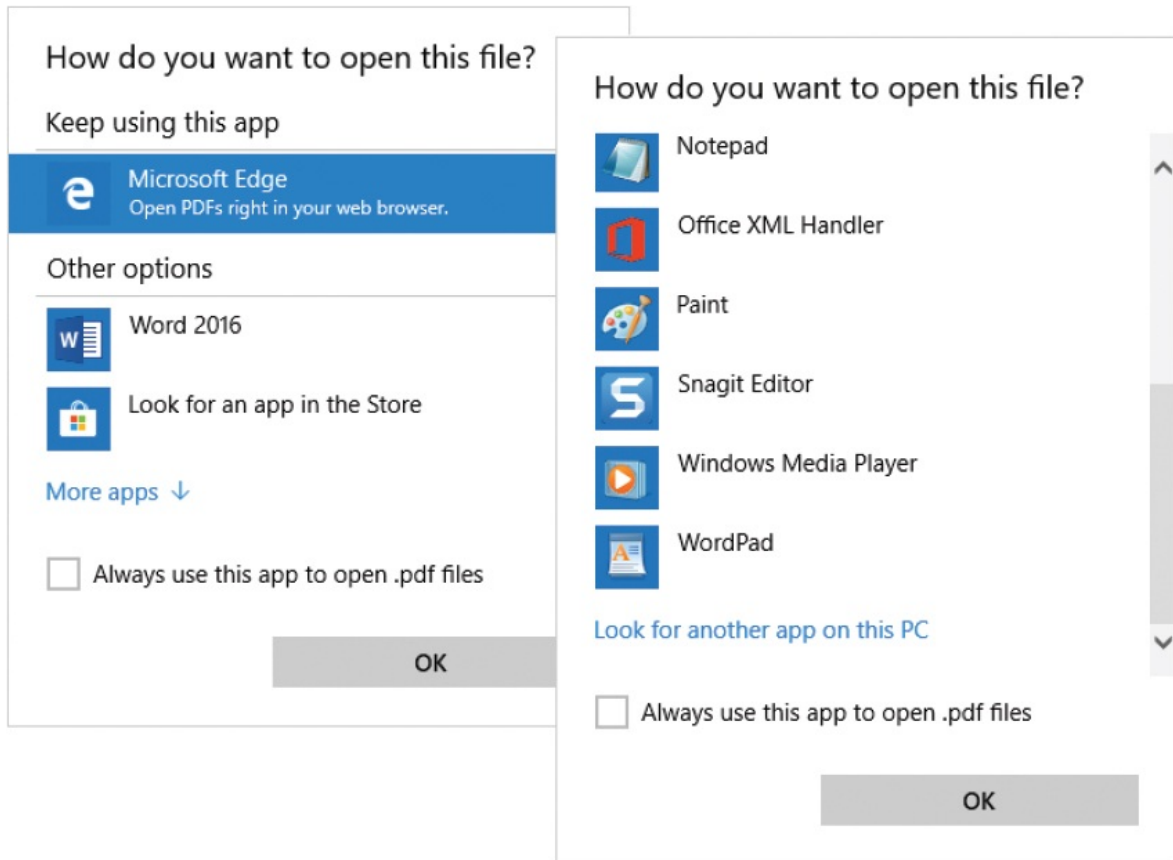 How do you want to open this file?
Keep using this app
Microsoft Edge
Open PDFs right in your web browser.
Other options
Word 2016
Look for an app in the Store
More apps
Always use this app to open .pdf files
OK
How do you want to open this file?
Notepad
Office XML Handler
Paint
Snagit Editor
Windows Media Player
WordPad
Look for another app on this PC
Always use this app to open .pdf files
OK